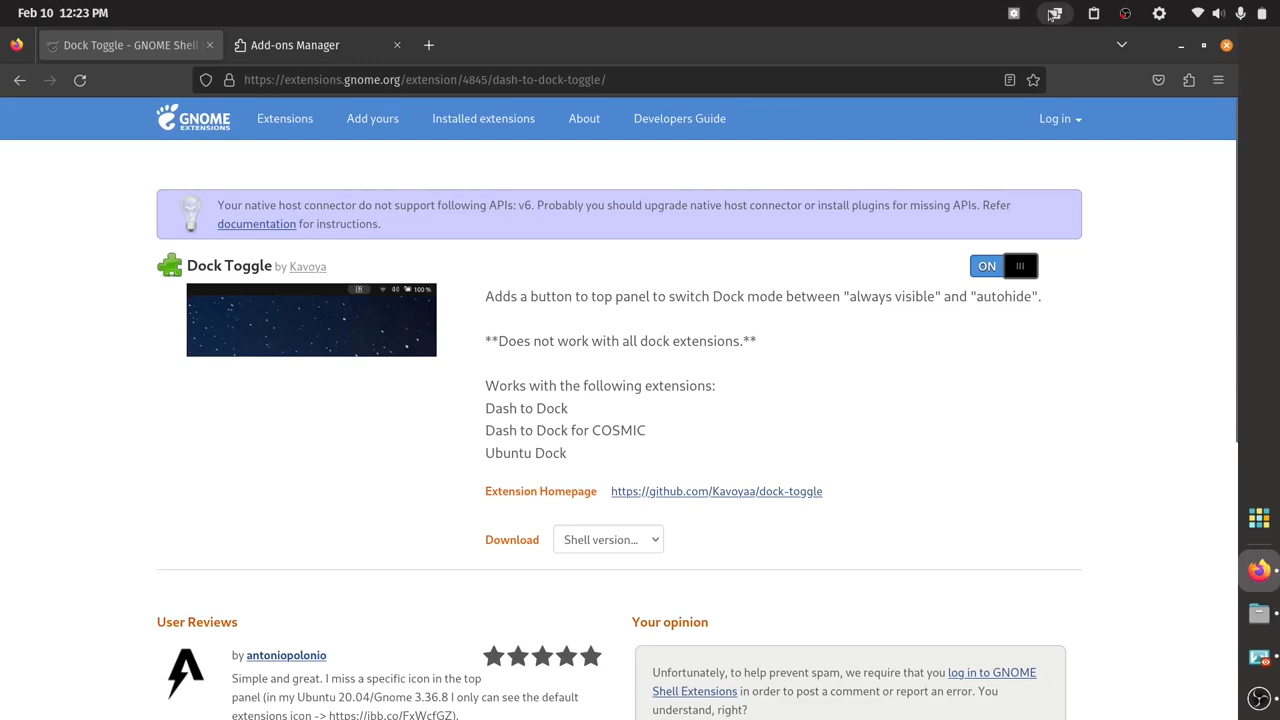 Feb 10 12:23 PM
Dock Toggle - GNOME Shell
Add-ons Manager
https://extensions.gnome.org/extension/4845/dash-to-dock-toggle/
GNOME
EXTENSIONS
Extensions
Add yours
Installed extensions
About
Developers Guide
Log in
Your native host connector do not support following APIs: v6. Probably you should upgrade native host connector or install plugins for missing APIs. Refer
documentation for instructions.
Dock Toggle by Kavoya
ON
100 %
Adds a button to top panel to switch Dock mode between "always visible" and "autohide".
**Does not work with all dock extensions.**
Works with the following extensions:
Dash to Dock
Dash to Dock for COSMIC
Ubuntu Dock
Extension Homepage https://github.com/Kavoyaa/dock-toggle
Download Shell version...
User Reviews
by antoniopolonio
Simple and great. I miss a specific icon in the top
panel (in my Ubuntu 20.04/Gnome 3.36.8 I only can see the default
extensions icon -> https://ibb.co/FxWcfGZ).
Your opinion
Unfortunately, to help prevent spam, we require that you log in to GNOME
Shell Extensions in order to post a comment or report an error. You
understand, right?